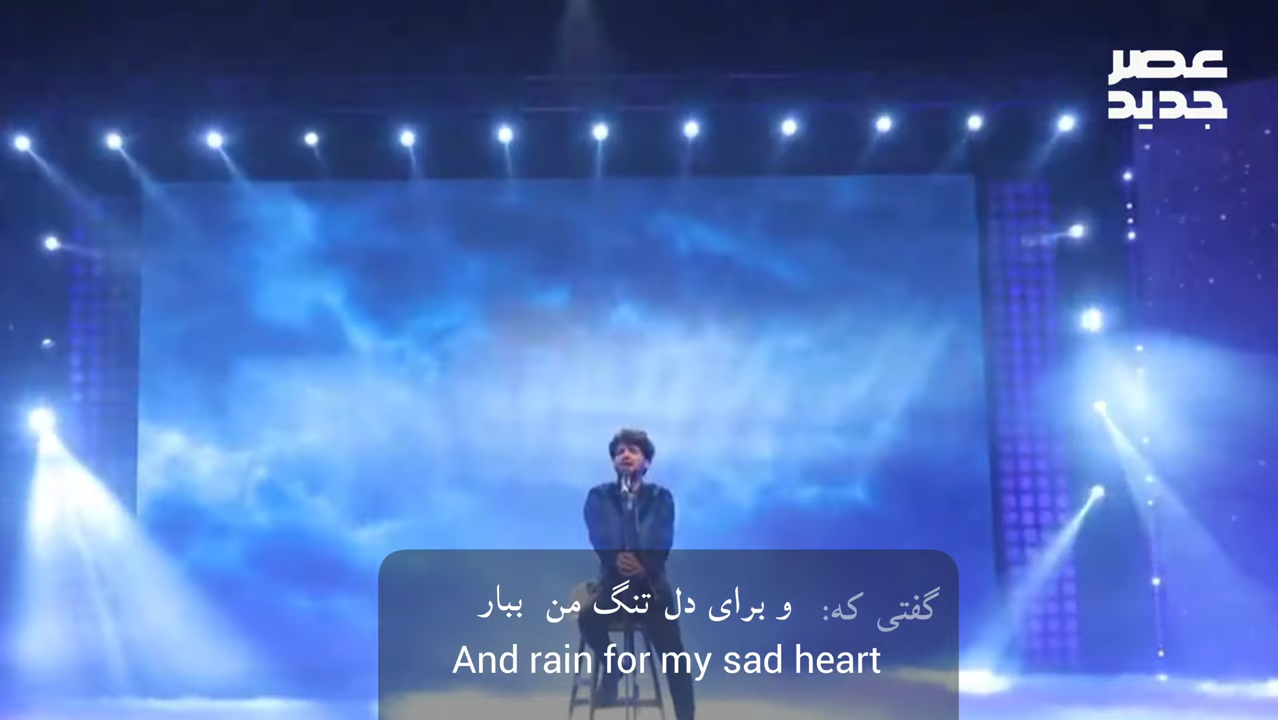 عصر
جدید
گفتی که: و برای دل تنگ من ببار
And rain for my sad heart